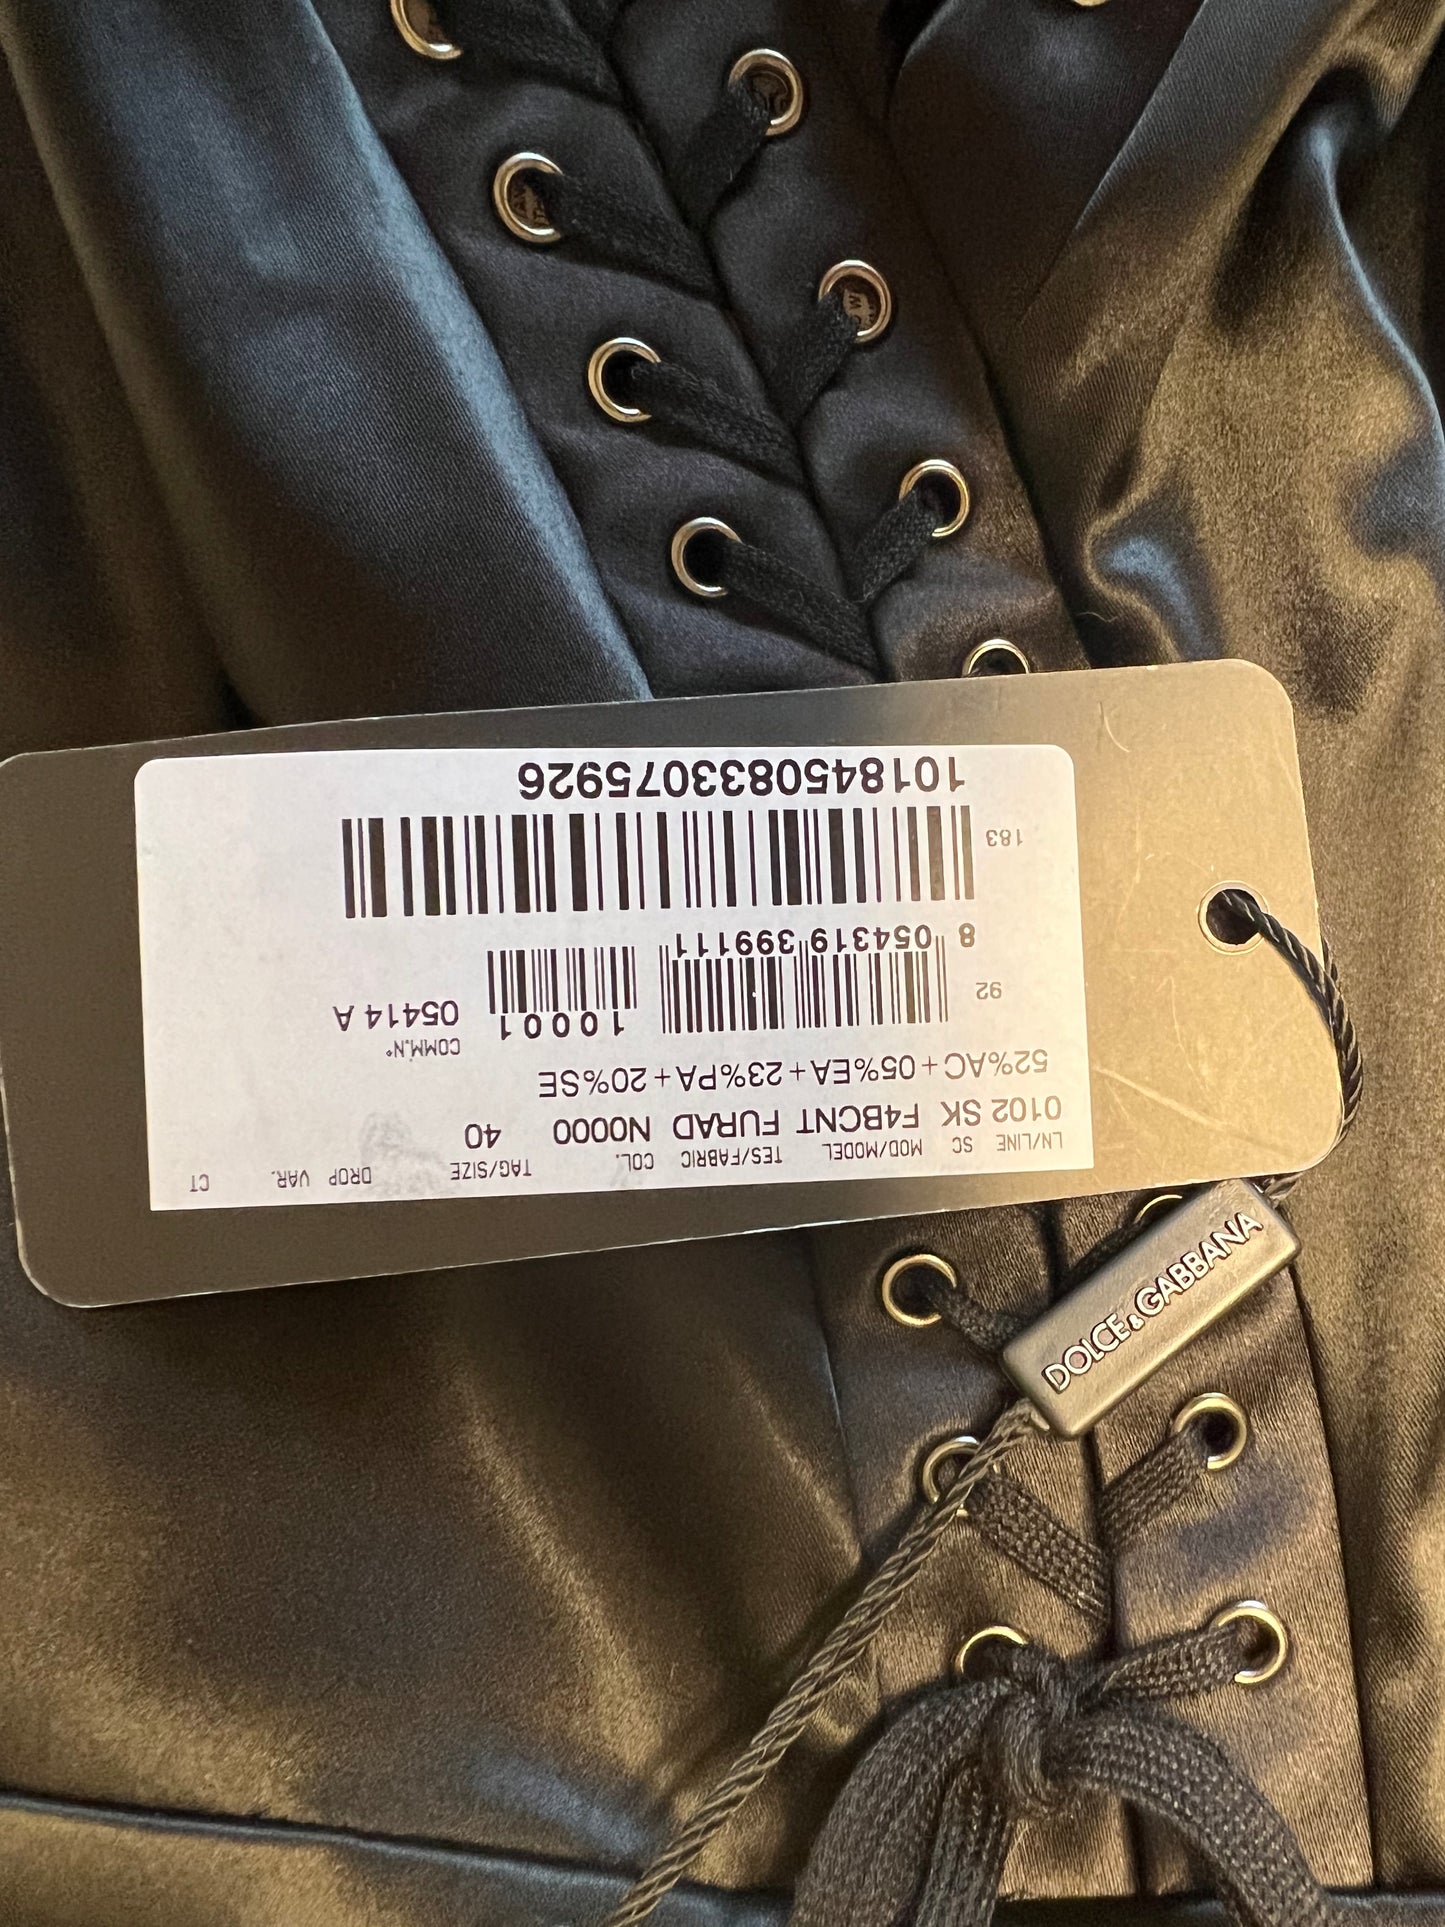 LN/LINE SC MOD/MODEL TES/FABRIC COL. TAG/SIZE DROP VAR. CT
0102 SK F4BCNT FURAD N0000 40
52%AC+05%EA+23%PA+20%SE
COMM.N°
10001 05414 A
92
8 054319 399111
183
1018450833075926
DOLCE&GABBANA